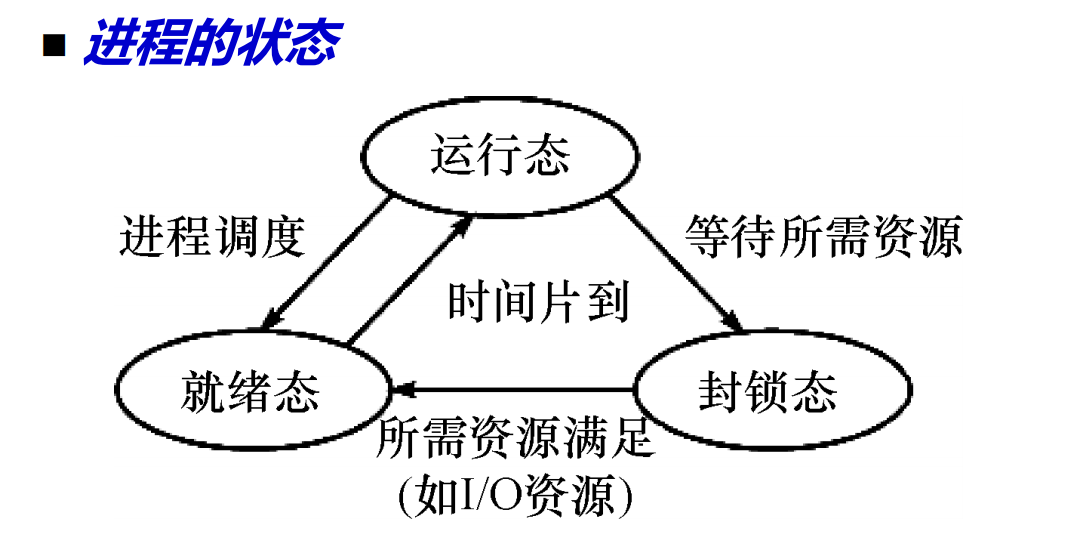 进程的状态
运行态
进程调度
等待所需资源
时间片到
就绪态
封锁态
所需资源满足
(如I/O资源)